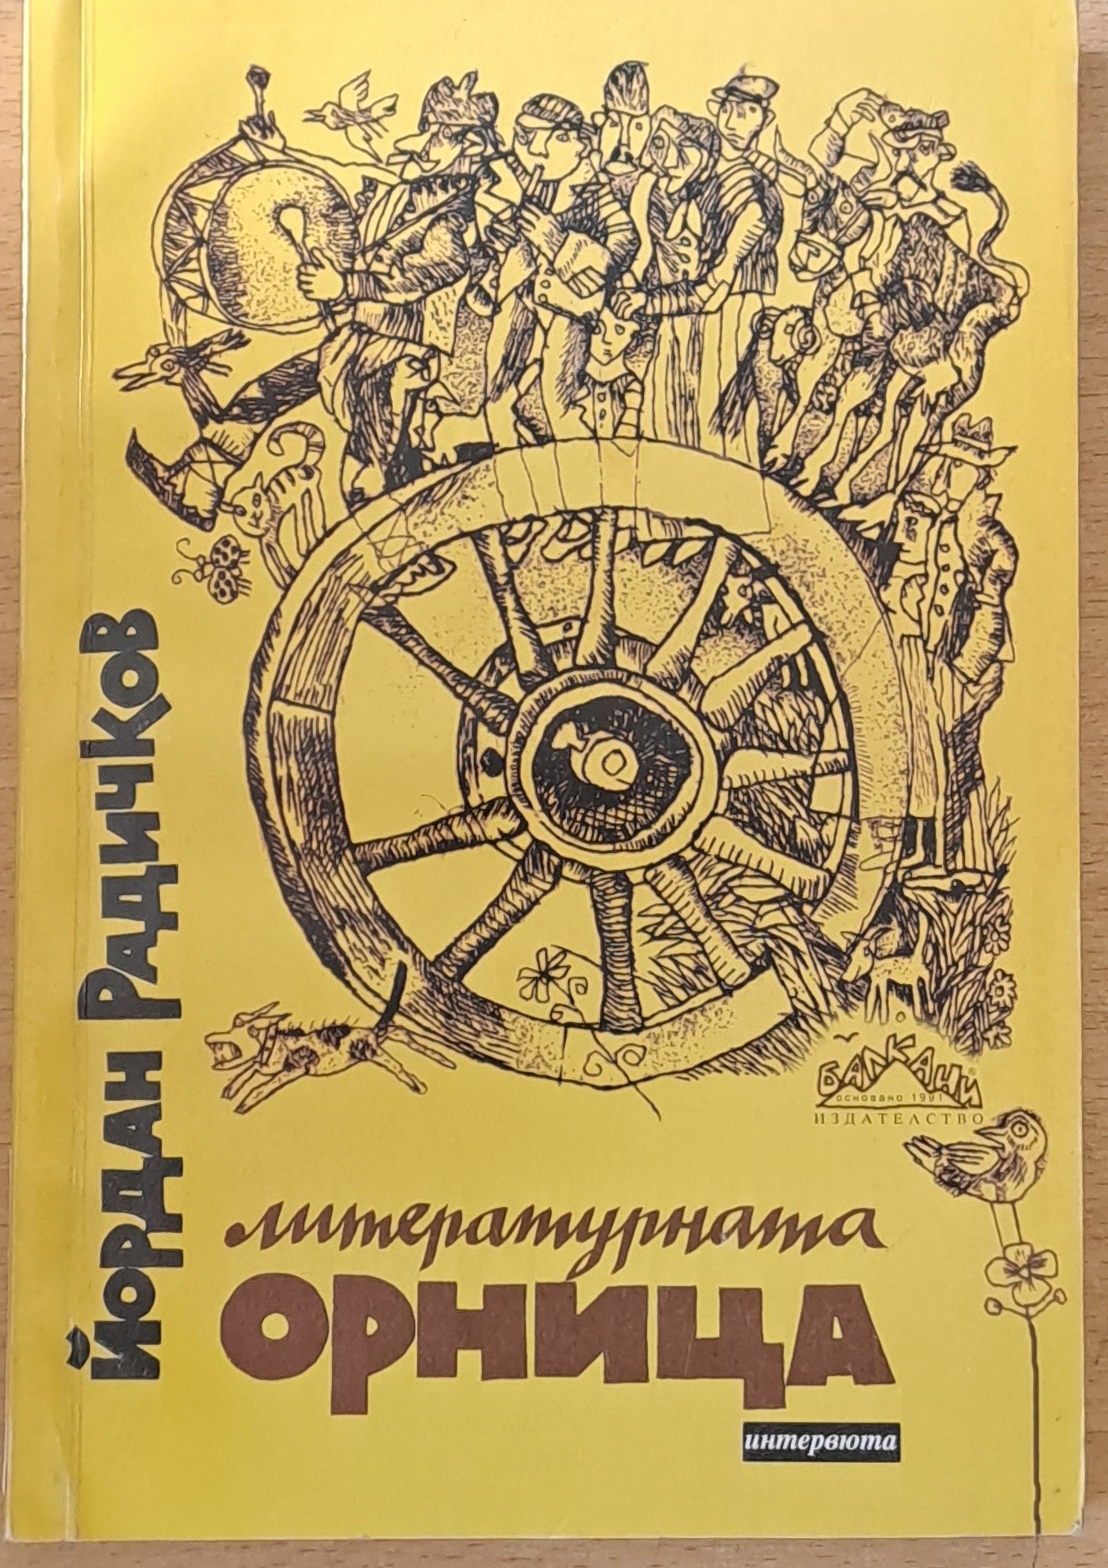 Йордан Радичков
БАЛКАНИ
ОСНОВАНО 1991
ИЗДАТЕЛСТВО
литературната
ОРНИЦА
интервюта